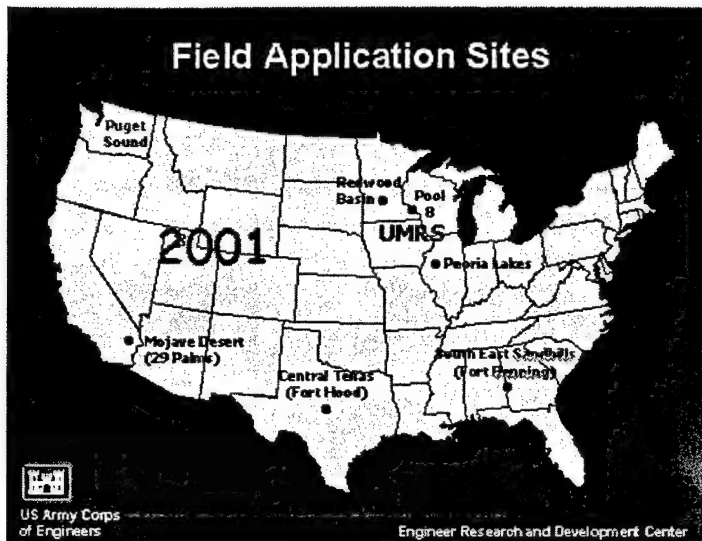 Field Application Sites
Puget
Sound
Redwood
Basin
Pool
8
UMRS
2001
Peoria Lakes
Mojave Desert
(29 Palms)
South East Sandhills
(Fort Benning)
Central Texas
(Fort Hood)
US Army Corps
of Engineers
Engineer Research and Development Center